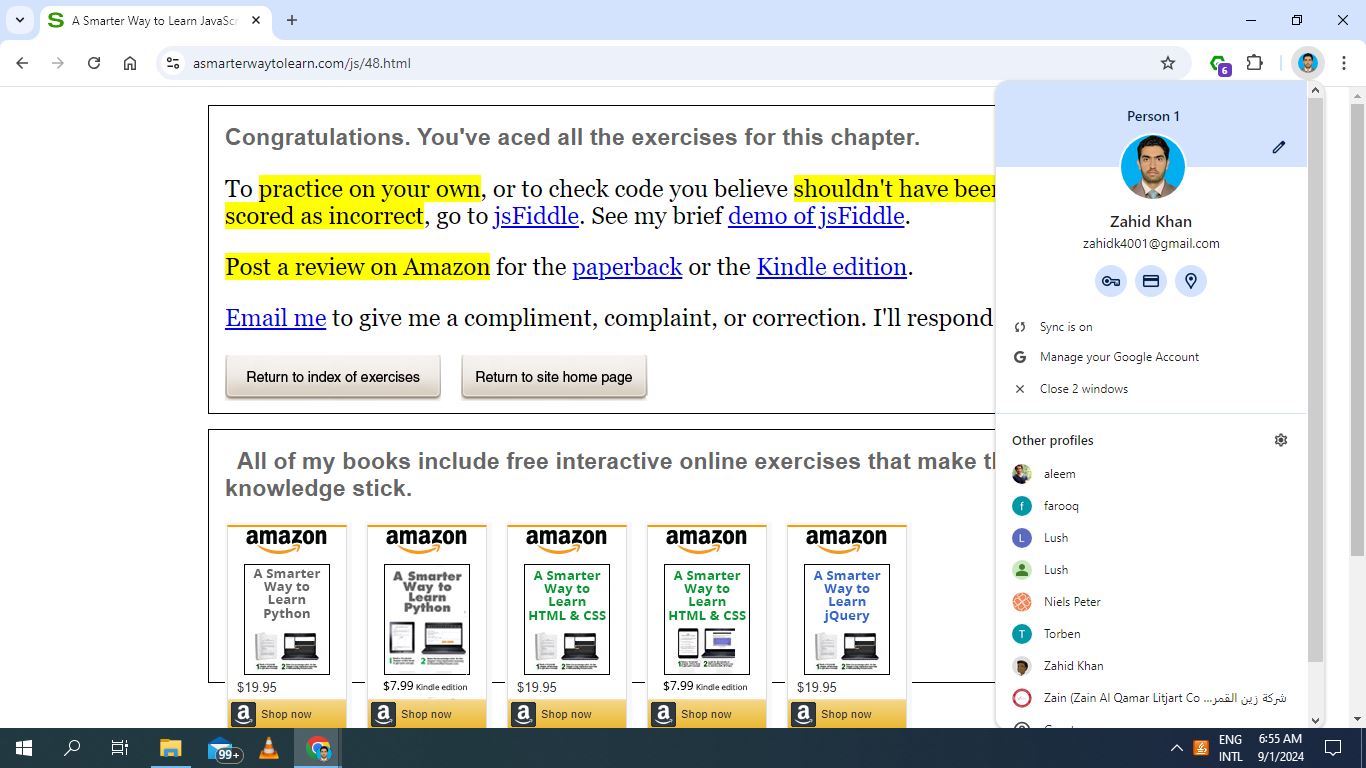 A Smarter Way to Learn JavaScr
asmarterwaytolearn.com/js/48.html
6
Congratulations. You've aced all the exercises for this chapter.
To practice on your own, or to check code you believe shouldn't have been
scored as incorrect, go to jsFiddle. See my brief demo of jsFiddle.
Post a review on Amazon for the paperback or the Kindle edition.
Email me to give me a compliment, complaint, or correction. I'll respond
Return to index of exercises
Return to site home page
All of my books include free interactive online exercises that make th
knowledge stick.
amazon
A Smarter
Way to
Learn
Python
$19.95
Shop now
amazon
A Smarter
Way to
Learn
Python
$7.99 Kindle edition
Shop now
amazon
A Smarter
Way to
Learn
HTML & CSS
$19.95
Shop now
amazon
A Smarter
Way to
Learn
HTML & CSS
$7.99 Kindle edition
Shop now
amazon
A Smarter
Way to
Learn
jQuery
$19.95
Shop now
Person 1
Zahid Khan
zahidk4001@gmail.com
Sync is on
Manage your Google Account
Close 2 windows
Other profiles
aleem
f farooq
L Lush
Lush
Niels Peter
T Torben
Zahid Khan
Zain (Zain Al Qamar Litjart Co ...شركة زين القمر
99+
ENG
INTL
6:55 AM
9/1/2024